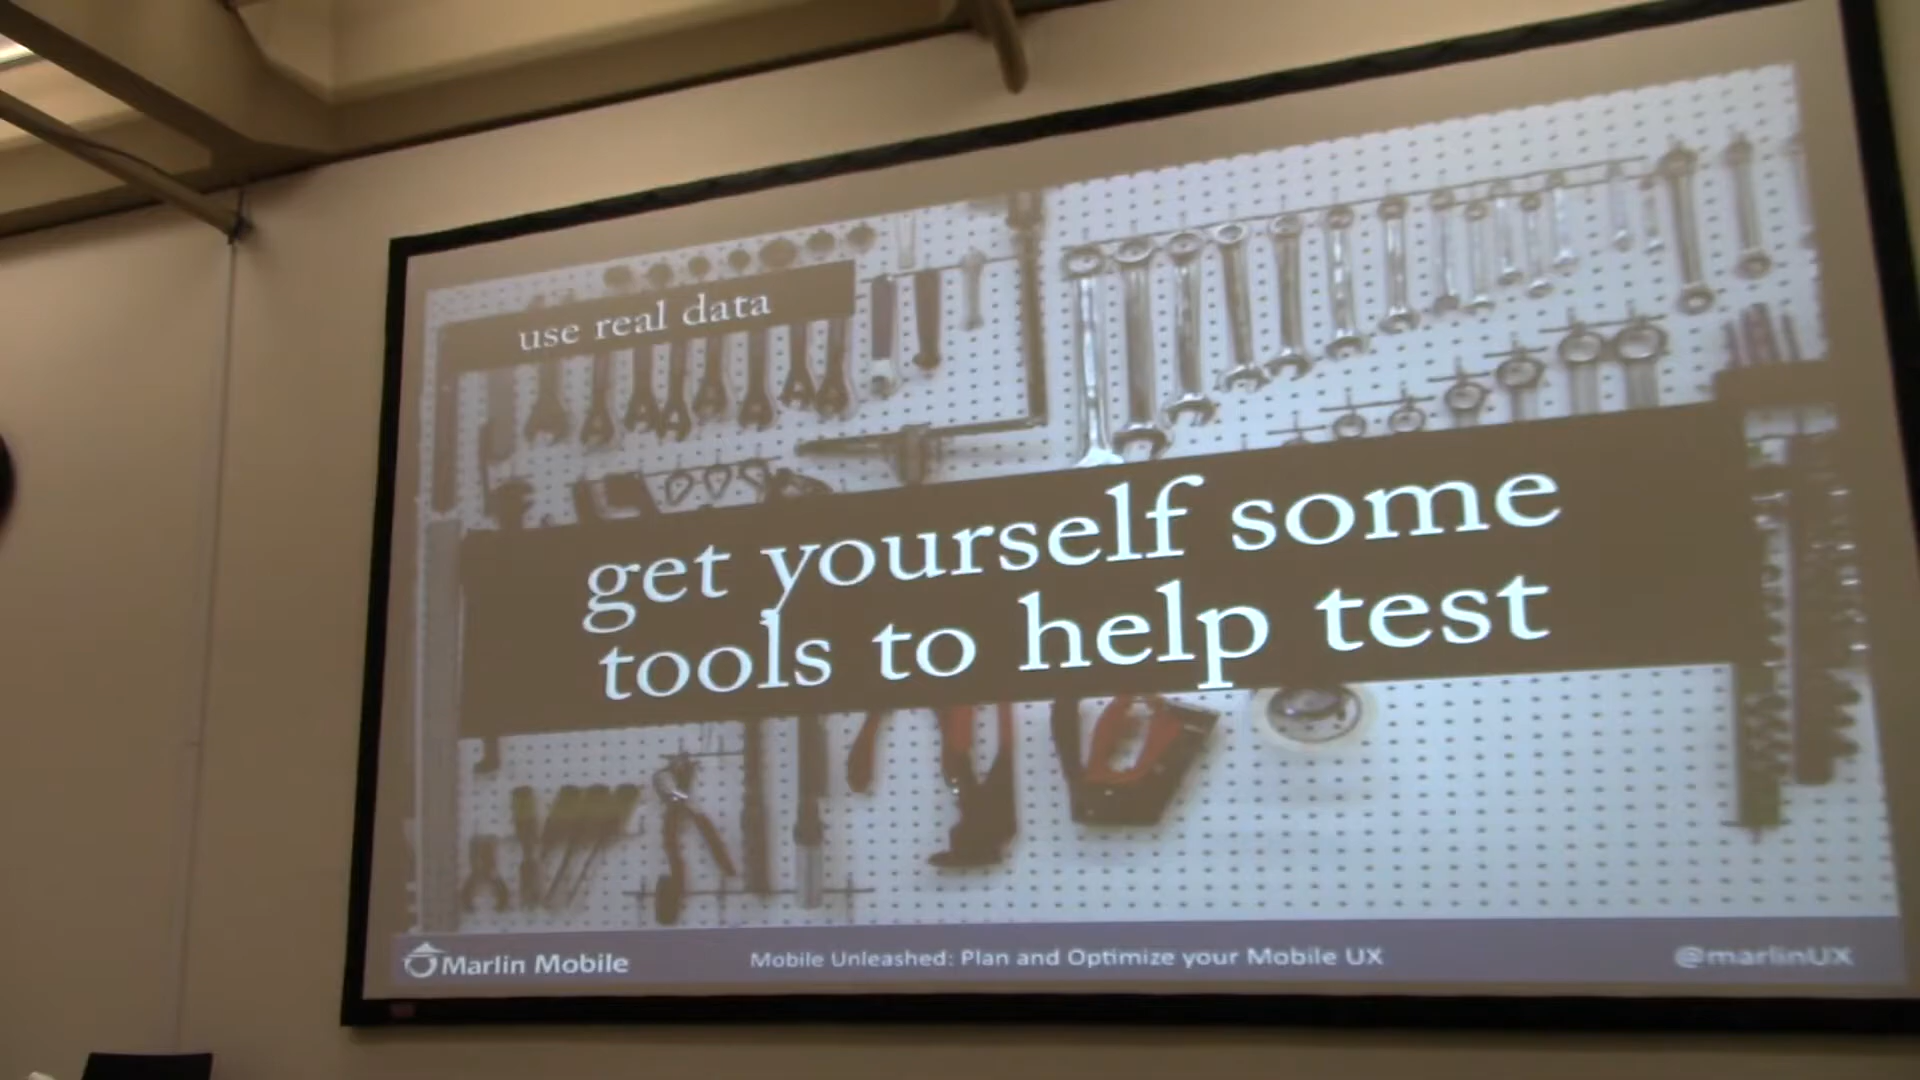 use real data
get yourself some
tools to help test
Marlin Mobile
Mobile Unleashed: Plan and Optimize your Mobile UX
@marlinUX